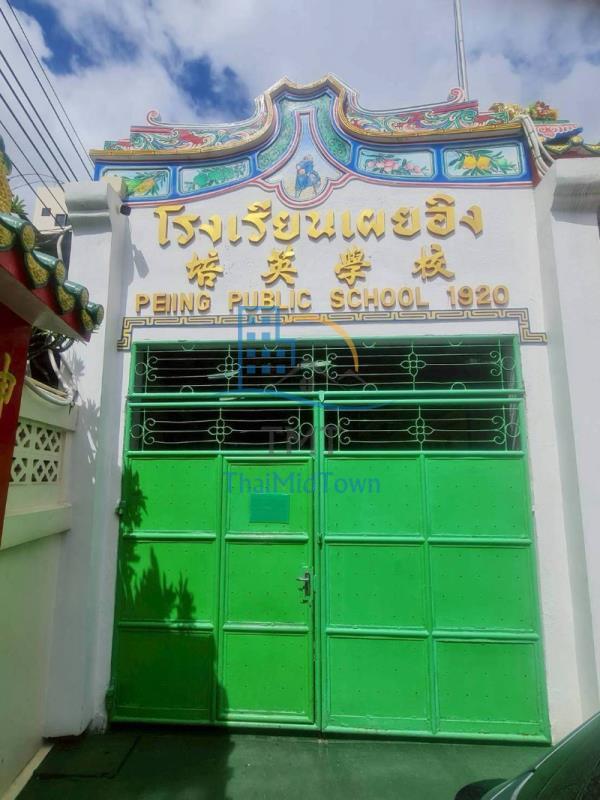 โรงเรียนเผยอิง
培英學校
PEIING PUBLIC SCHOOL 1920
TMT
ThaiMidTown